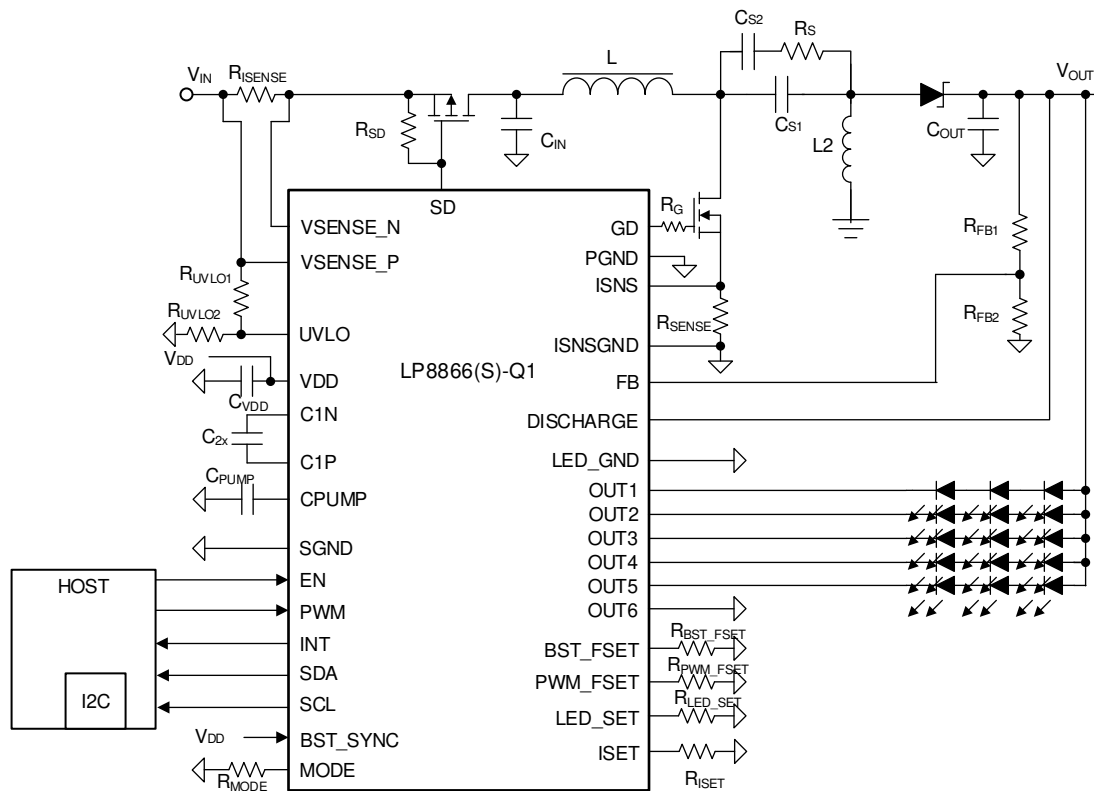 CS2
RS
VIN
RISENSE
L
VOUT
RSD
CIN
CS1
L2
COUT
SD
RG
VSENSE_N
GD
RFB1
VSENSE_P
PGND
RUVLO1
ISNS
RUVLO2
RSENSE
RFB2
UVLO
ISNSGND
VDD
LP8866(S)-Q1
VDD
FB
CVDD
C1N
DISCHARGE
C2x
C1P
LED_GND
CPUMP
CPUMP
OUT1
OUT2
SGND
OUT3
OUT4
HOST
EN
OUT5
PWM
OUT6
INT
RBST_FSET
BST_FSET
SDA
RPWM_FSET
PWM_FSET
I2C
SCL
RLED_SET
LED_SET
VDD
BST_SYNC
ISET
MODE
RMODE
RISET